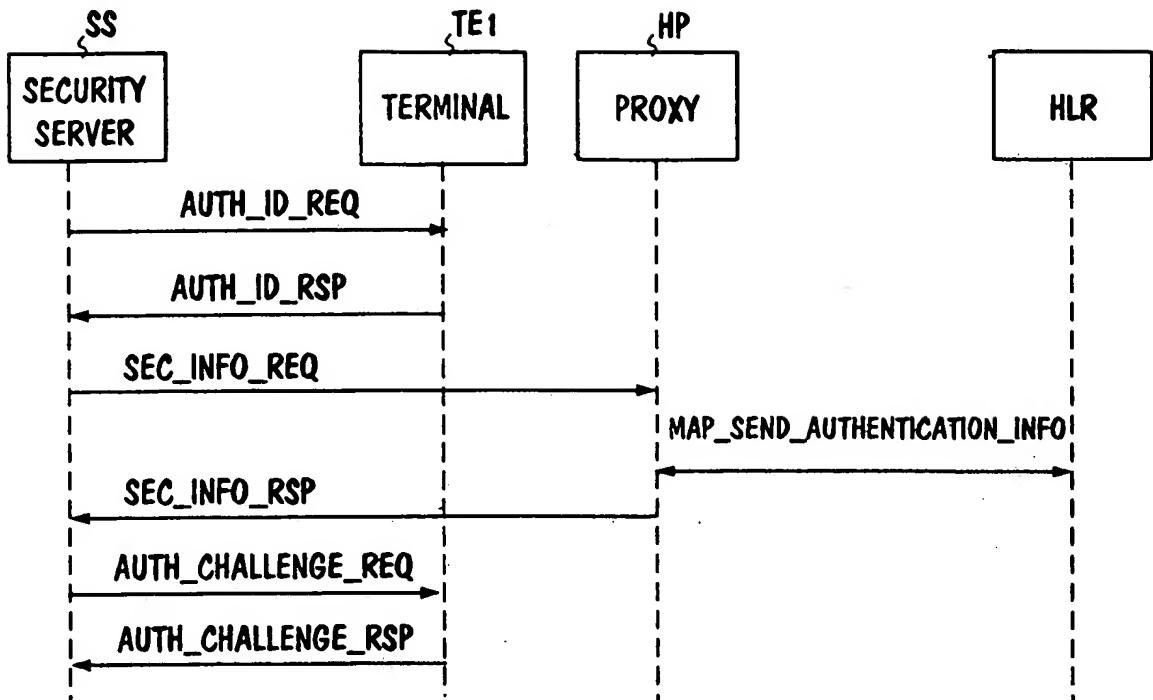 SS
TE1
HP
SECURITY
SERVER
TERMINAL
PROXY
HLR
AUTH_ID_REQ
AUTH_ID_RSP
SEC_INFO_REQ
MAP_SEND_AUTHENTICATION_INFO
SEC_INFO_RSP
AUTH_CHALLENGE_REQ
AUTH_CHALLENGE_RSP